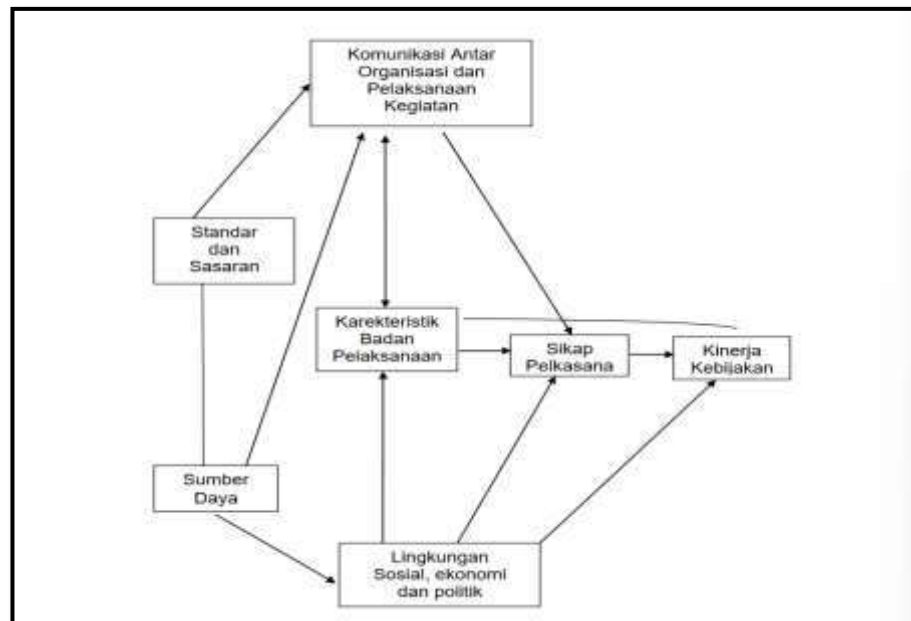 Komunikasi Antar
Organisasi dan
Pelaksanaan
Kegiatan
Standar
dan
Sasaran
Karekteristik
Badan
Pelaksanaan
Sikap
Pelkasana
Kinerja
Kebijakan
Sumber
Daya
Lingkungan
Sosial, ekonomi
dan politik